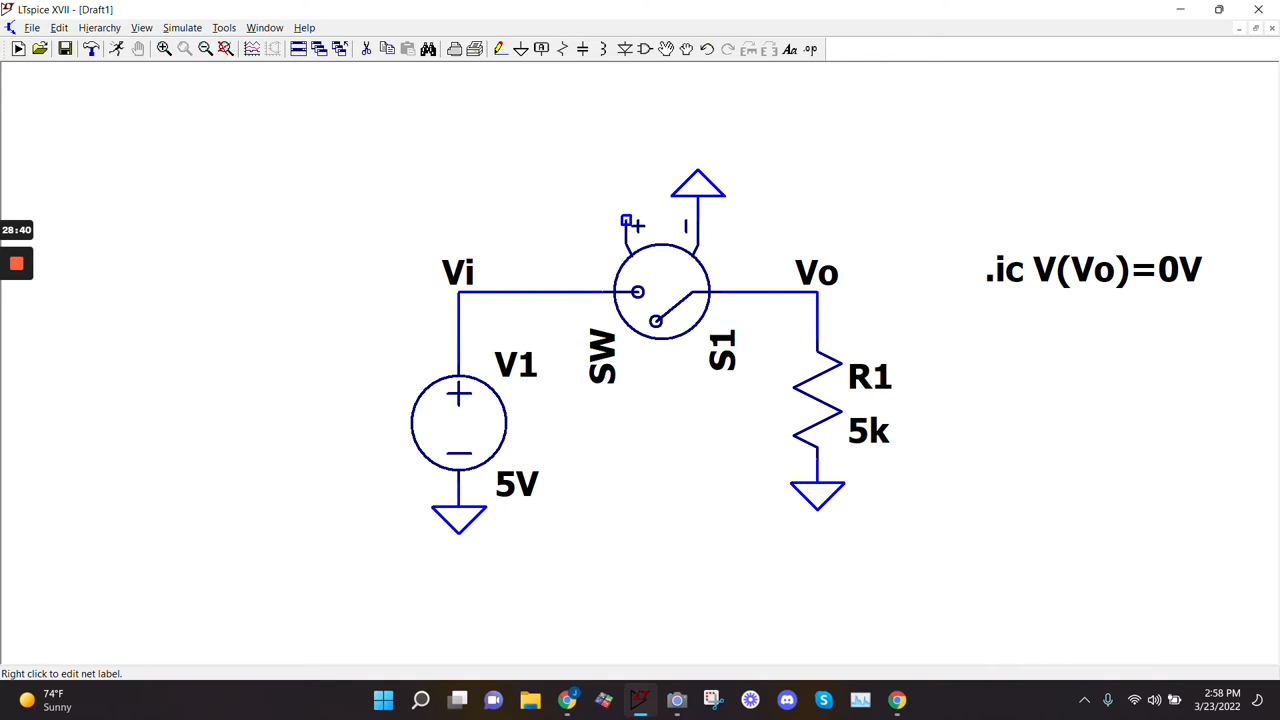 LTspice XVII - [Draft1]
File Edit Hierarchy View Simulate Tools Window Help
Aa .op
28:40
+ −
Vi
Vo
.ic V(Vo)=0V
SW
S1
V1
R1
5k
5V
Right click to edit net label.
74°F
Sunny
2:58 PM
3/23/2022